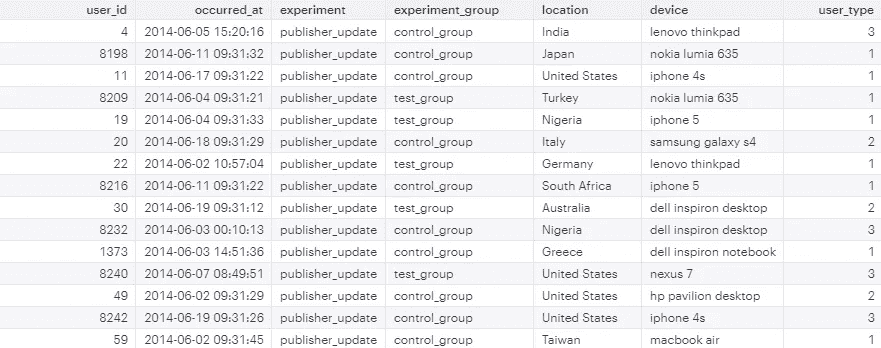 user_id occurred_at experiment experiment_group location device user_type
4 2014-06-05 15:20:16 publisher_update control_group India lenovo thinkpad 3
8198 2014-06-11 09:31:32 publisher_update control_group Japan nokia lumia 635 1
11 2014-06-17 09:31:22 publisher_update control_group United States iphone 4s 1
8209 2014-06-04 09:31:21 publisher_update test_group Turkey nokia lumia 635 1
19 2014-06-04 09:31:33 publisher_update test_group Nigeria iphone 5 1
20 2014-06-18 09:31:29 publisher_update control_group Italy samsung galaxy s4 2
22 2014-06-02 10:57:04 publisher_update test_group Germany lenovo thinkpad 1
8216 2014-06-11 09:31:22 publisher_update control_group South Africa iphone 5 1
30 2014-06-19 09:31:12 publisher_update test_group Australia dell inspiron desktop 2
8232 2014-06-03 00:10:13 publisher_update control_group Nigeria dell inspiron desktop 3
1373 2014-06-03 14:51:36 publisher_update control_group Greece dell inspiron notebook 1
8240 2014-06-07 08:49:51 publisher_update test_group United States nexus 7 3
49 2014-06-02 09:31:29 publisher_update control_group United States hp pavilion desktop 2
8242 2014-06-19 09:31:26 publisher_update control_group United States iphone 4s 3
59 2014-06-02 09:31:45 publisher_update control_group Taiwan macbook air 1